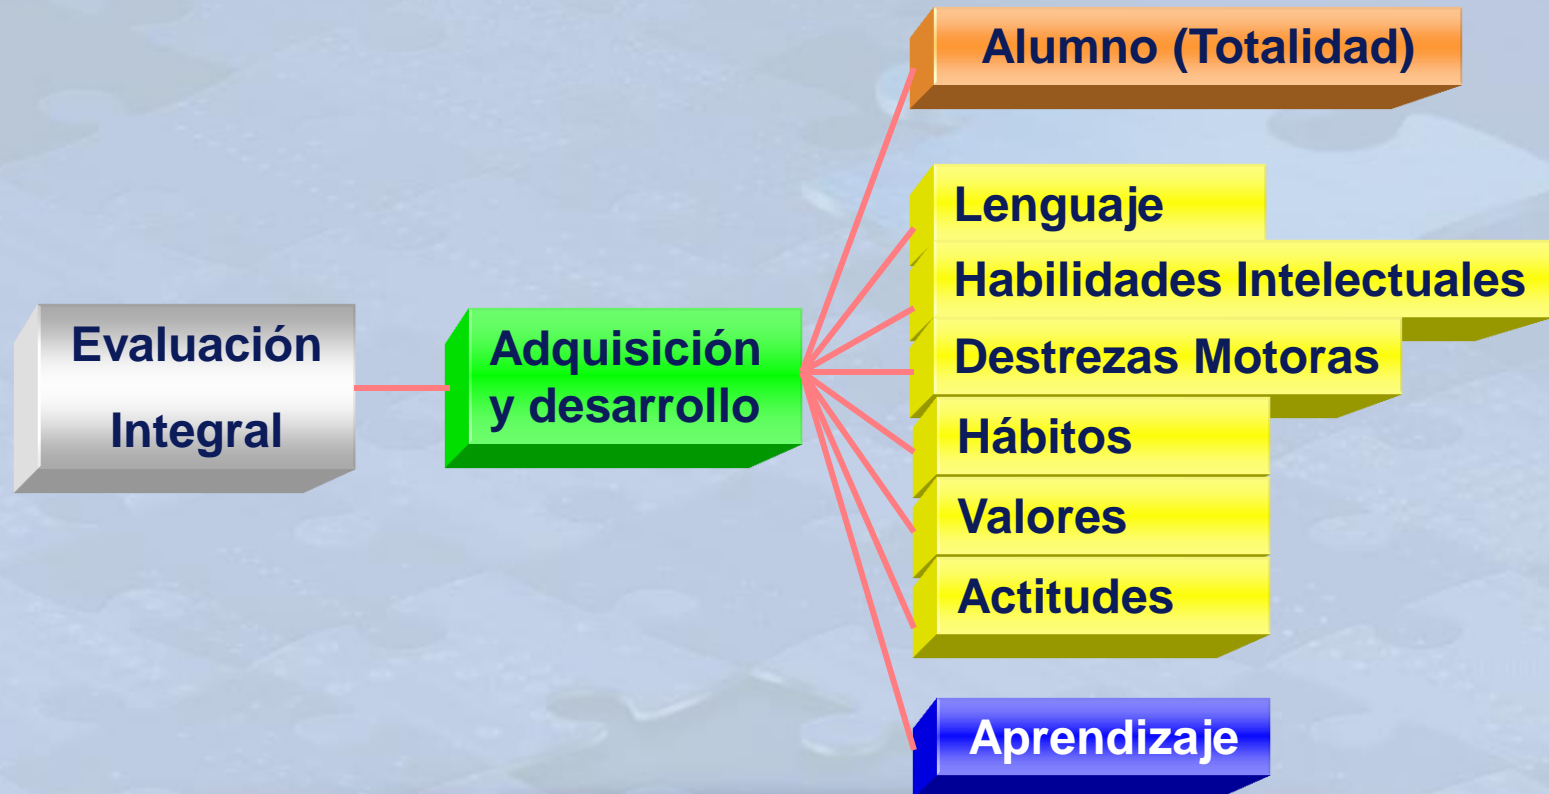 Alumno (Totalidad)
Lenguaje
Habilidades Intelectuales
Evaluación
Integral
Adquisición
y desarrollo
Destrezas Motoras
Hábitos
Valores
Actitudes
Aprendizaje